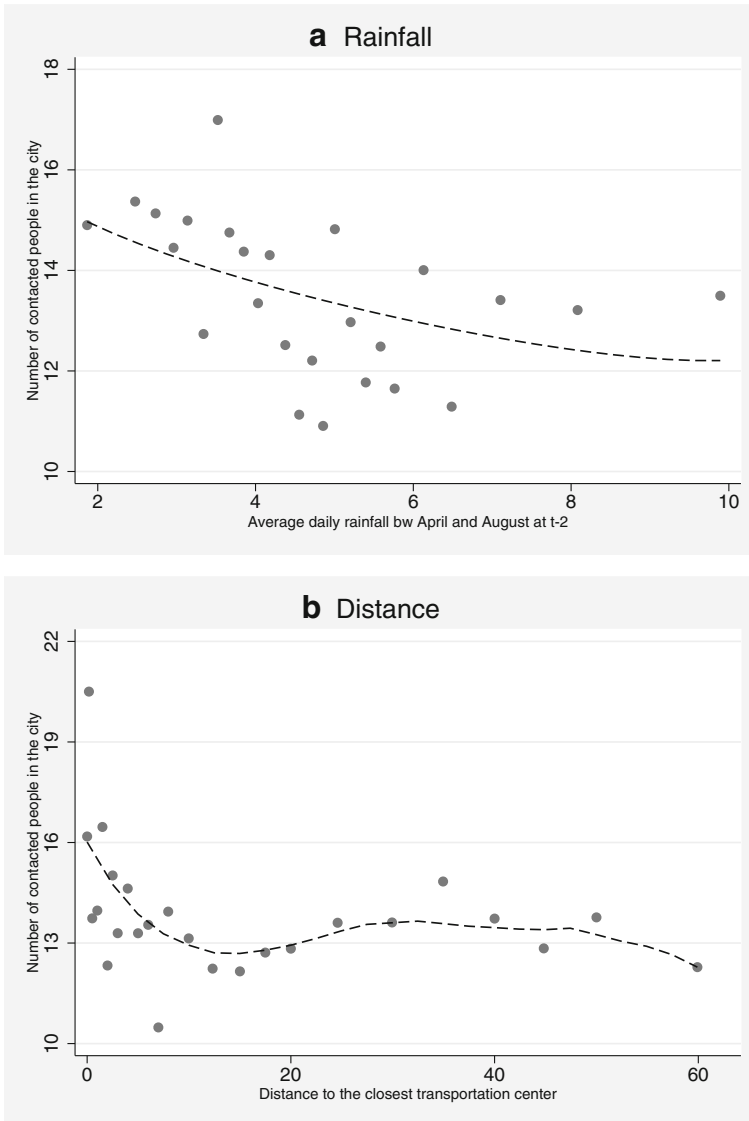 a Rainfall
18
16
14
12
10
Number of contacted people in the city
2 4 6 8 10
Average daily rainfall bw April and August at t-2
b Distance
22
19
16
13
10
Number of contacted people in the city
0 20 40 60
Distance to the closest transportation center